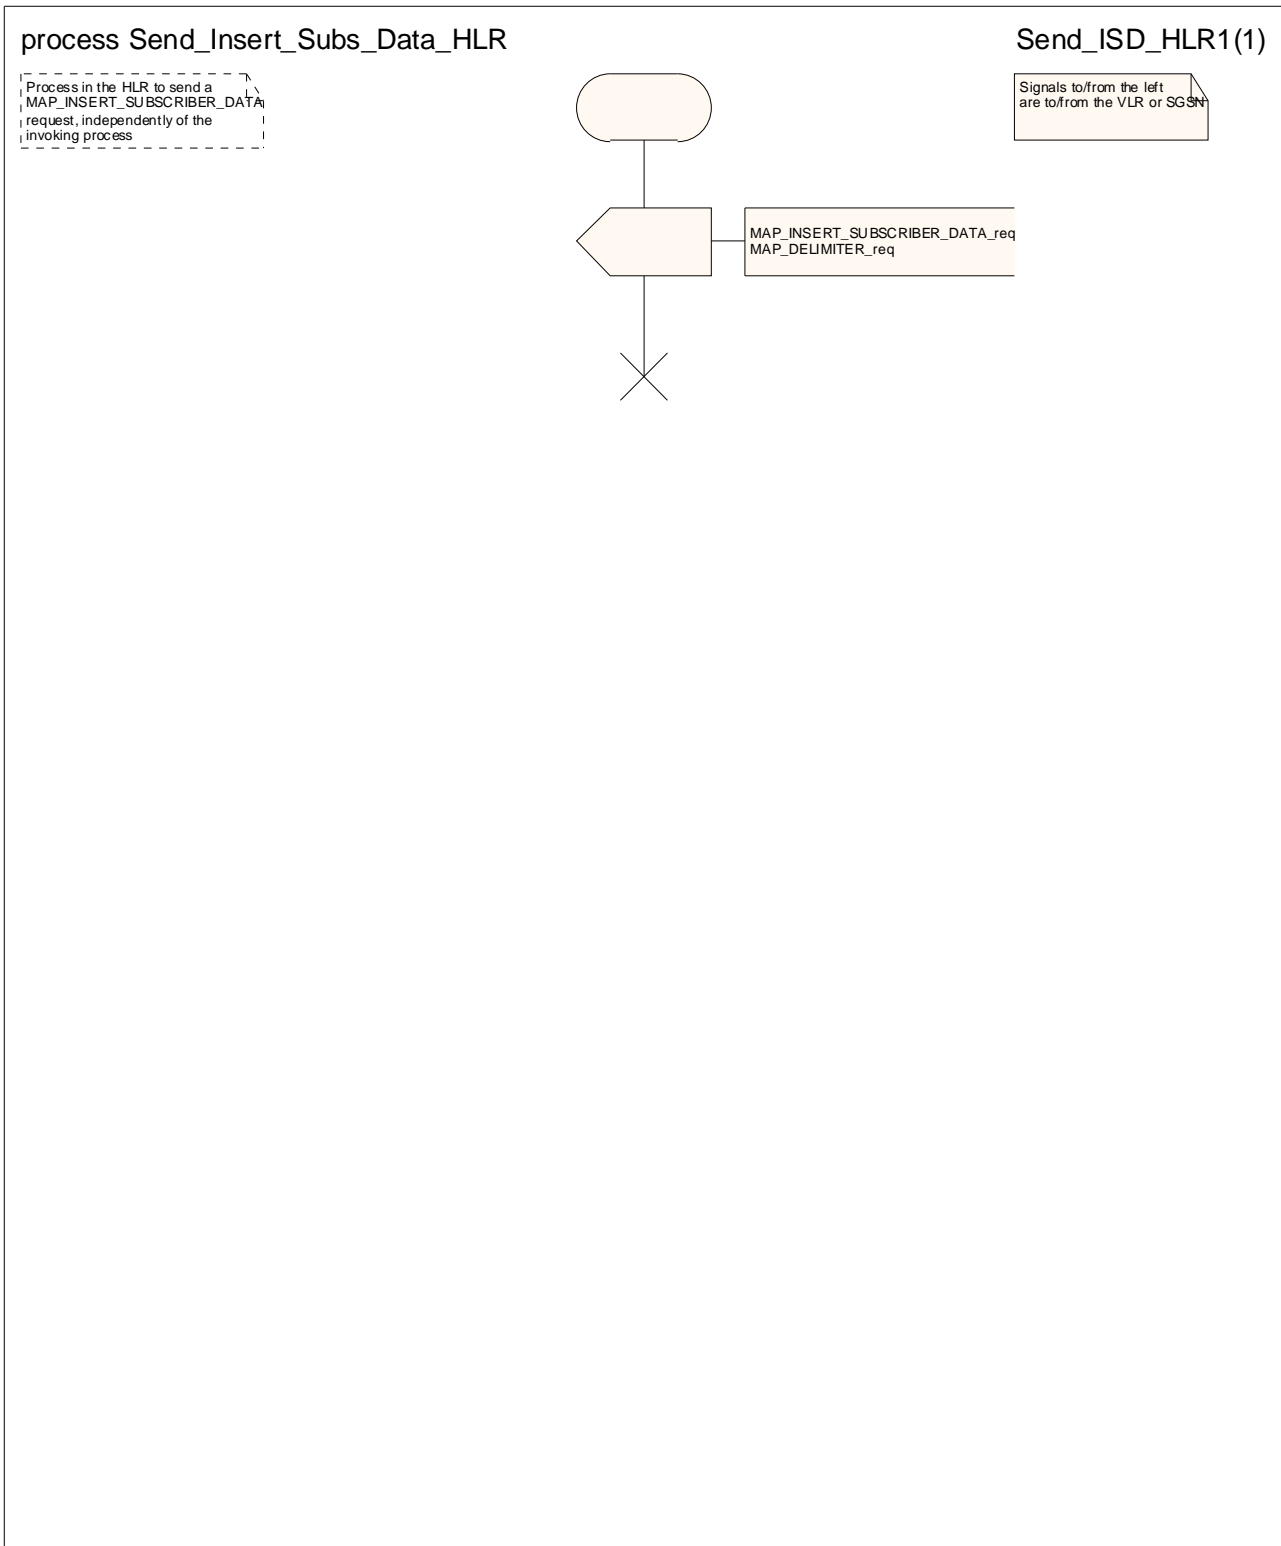 process Send_Insert_Subs_Data_HLR
Send_ISD_HLR1(1)
Process in the HLR to send a
MAP_INSERT_SUBSCRIBER_DATA
request, independently of the
invoking process
Signals to/from the left
are to/from the VLR or SGSN
MAP_INSERT_SUBSCRIBER_DATA_req
MAP_DELIMITER_req